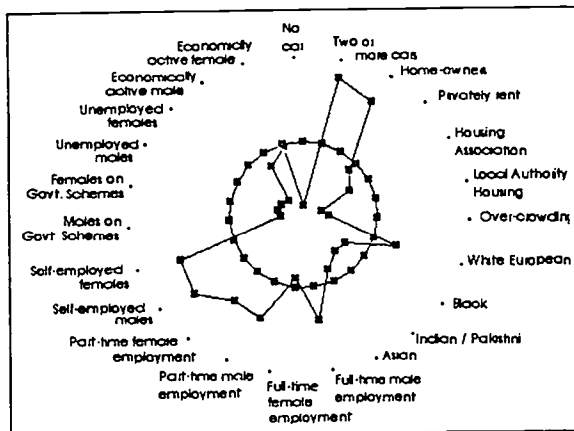 No
car
Two or
more cars
Home-owners
Privately rent
Housing
Association
Local Authority
Housing
Over-crowding
White European
Black
Indian / Pakistni
Asian
Full-time male
employment
Full-time
female
employment
Part-time male
employment
Part-time female
employment
Self-employed
males
Self-employed
females
Males on
Govt. Schemes
Females on
Govt. Schemes
Unemployed
males
Unemployed
females
Economically
active male
Economically
active female